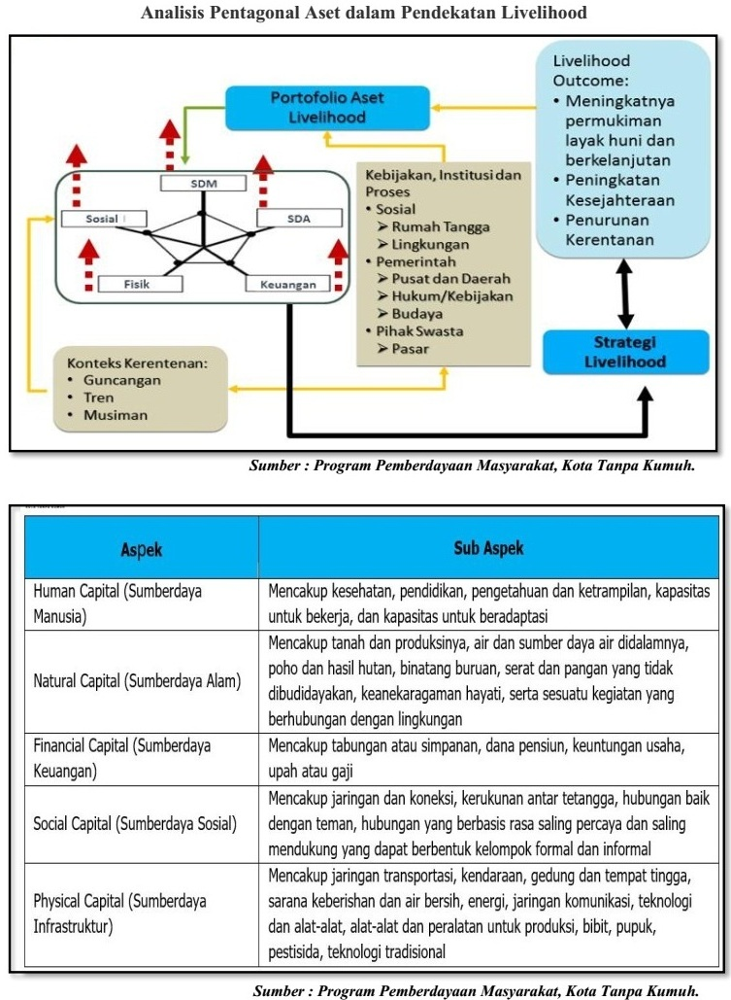 Analisis Pentagonal Aset dalam Pendekatan Livelihood
Portofolio Aset
Livelihood
Livelihood
Outcome:
• Meningkatnya
permukiman
layak huni dan
berkelanjutan
• Peningkatan
Kesejahteraan
• Penurunan
Kerentanan
SDM
Sosial
SDA
Fisik
Keuangan
Kebijakan, Institusi dan
Proses
• Sosial
➢ Rumah Tangga
➢ Lingkungan
• Pemerintah
➢ Pusat dan Daerah
➢ Hukum/Kebijakan
➢ Budaya
• Pihak Swasta
➢ Pasar
Strategi
Livelihood
Konteks Kerentenan:
• Guncangan
• Tren
• Musiman
Sumber : Program Pemberdayaan Masyarakat, Kota Tanpa Kumuh.
Aspek
Sub Aspek
Human Capital (Sumberdaya
Manusia)
Mencakup kesehatan, pendidikan, pengetahuan dan ketrampilan, kapasitas
untuk bekerja, dan kapasitas untuk beradaptasi
Natural Capital (Sumberdaya Alam)
Mencakup tanah dan produksinya, air dan sumber daya air didalamnya,
poho dan hasil hutan, binatang buruan, serat dan pangan yang tidak
dibudidayakan, keanekaragaman hayati, serta sesuatu kegiatan yang
berhubungan dengan lingkungan
Financial Capital (Sumberdaya
Keuangan)
Mencakup tabungan atau simpanan, dana pensiun, keuntungan usaha,
upah atau gaji
Social Capital (Sumberdaya Sosial)
Mencakup jaringan dan koneksi, kerukunan antar tetangga, hubungan baik
dengan teman, hubungan yang berbasis rasa saling percaya dan saling
mendukung yang dapat berbentuk kelompok formal dan informal
Physical Capital (Sumberdaya
Infrastruktur)
Mencakup jaringan transportasi, kendaraan, gedung dan tempat tingga,
sarana keberishan dan air bersih, energi, jaringan komunikasi, teknologi
dan alat-alat, alat-alat dan peralatan untuk produksi, bibit, pupuk,
pestisida, teknologi tradisional
Sumber : Program Pemberdayaan Masyarakat, Kota Tanpa Kumuh.